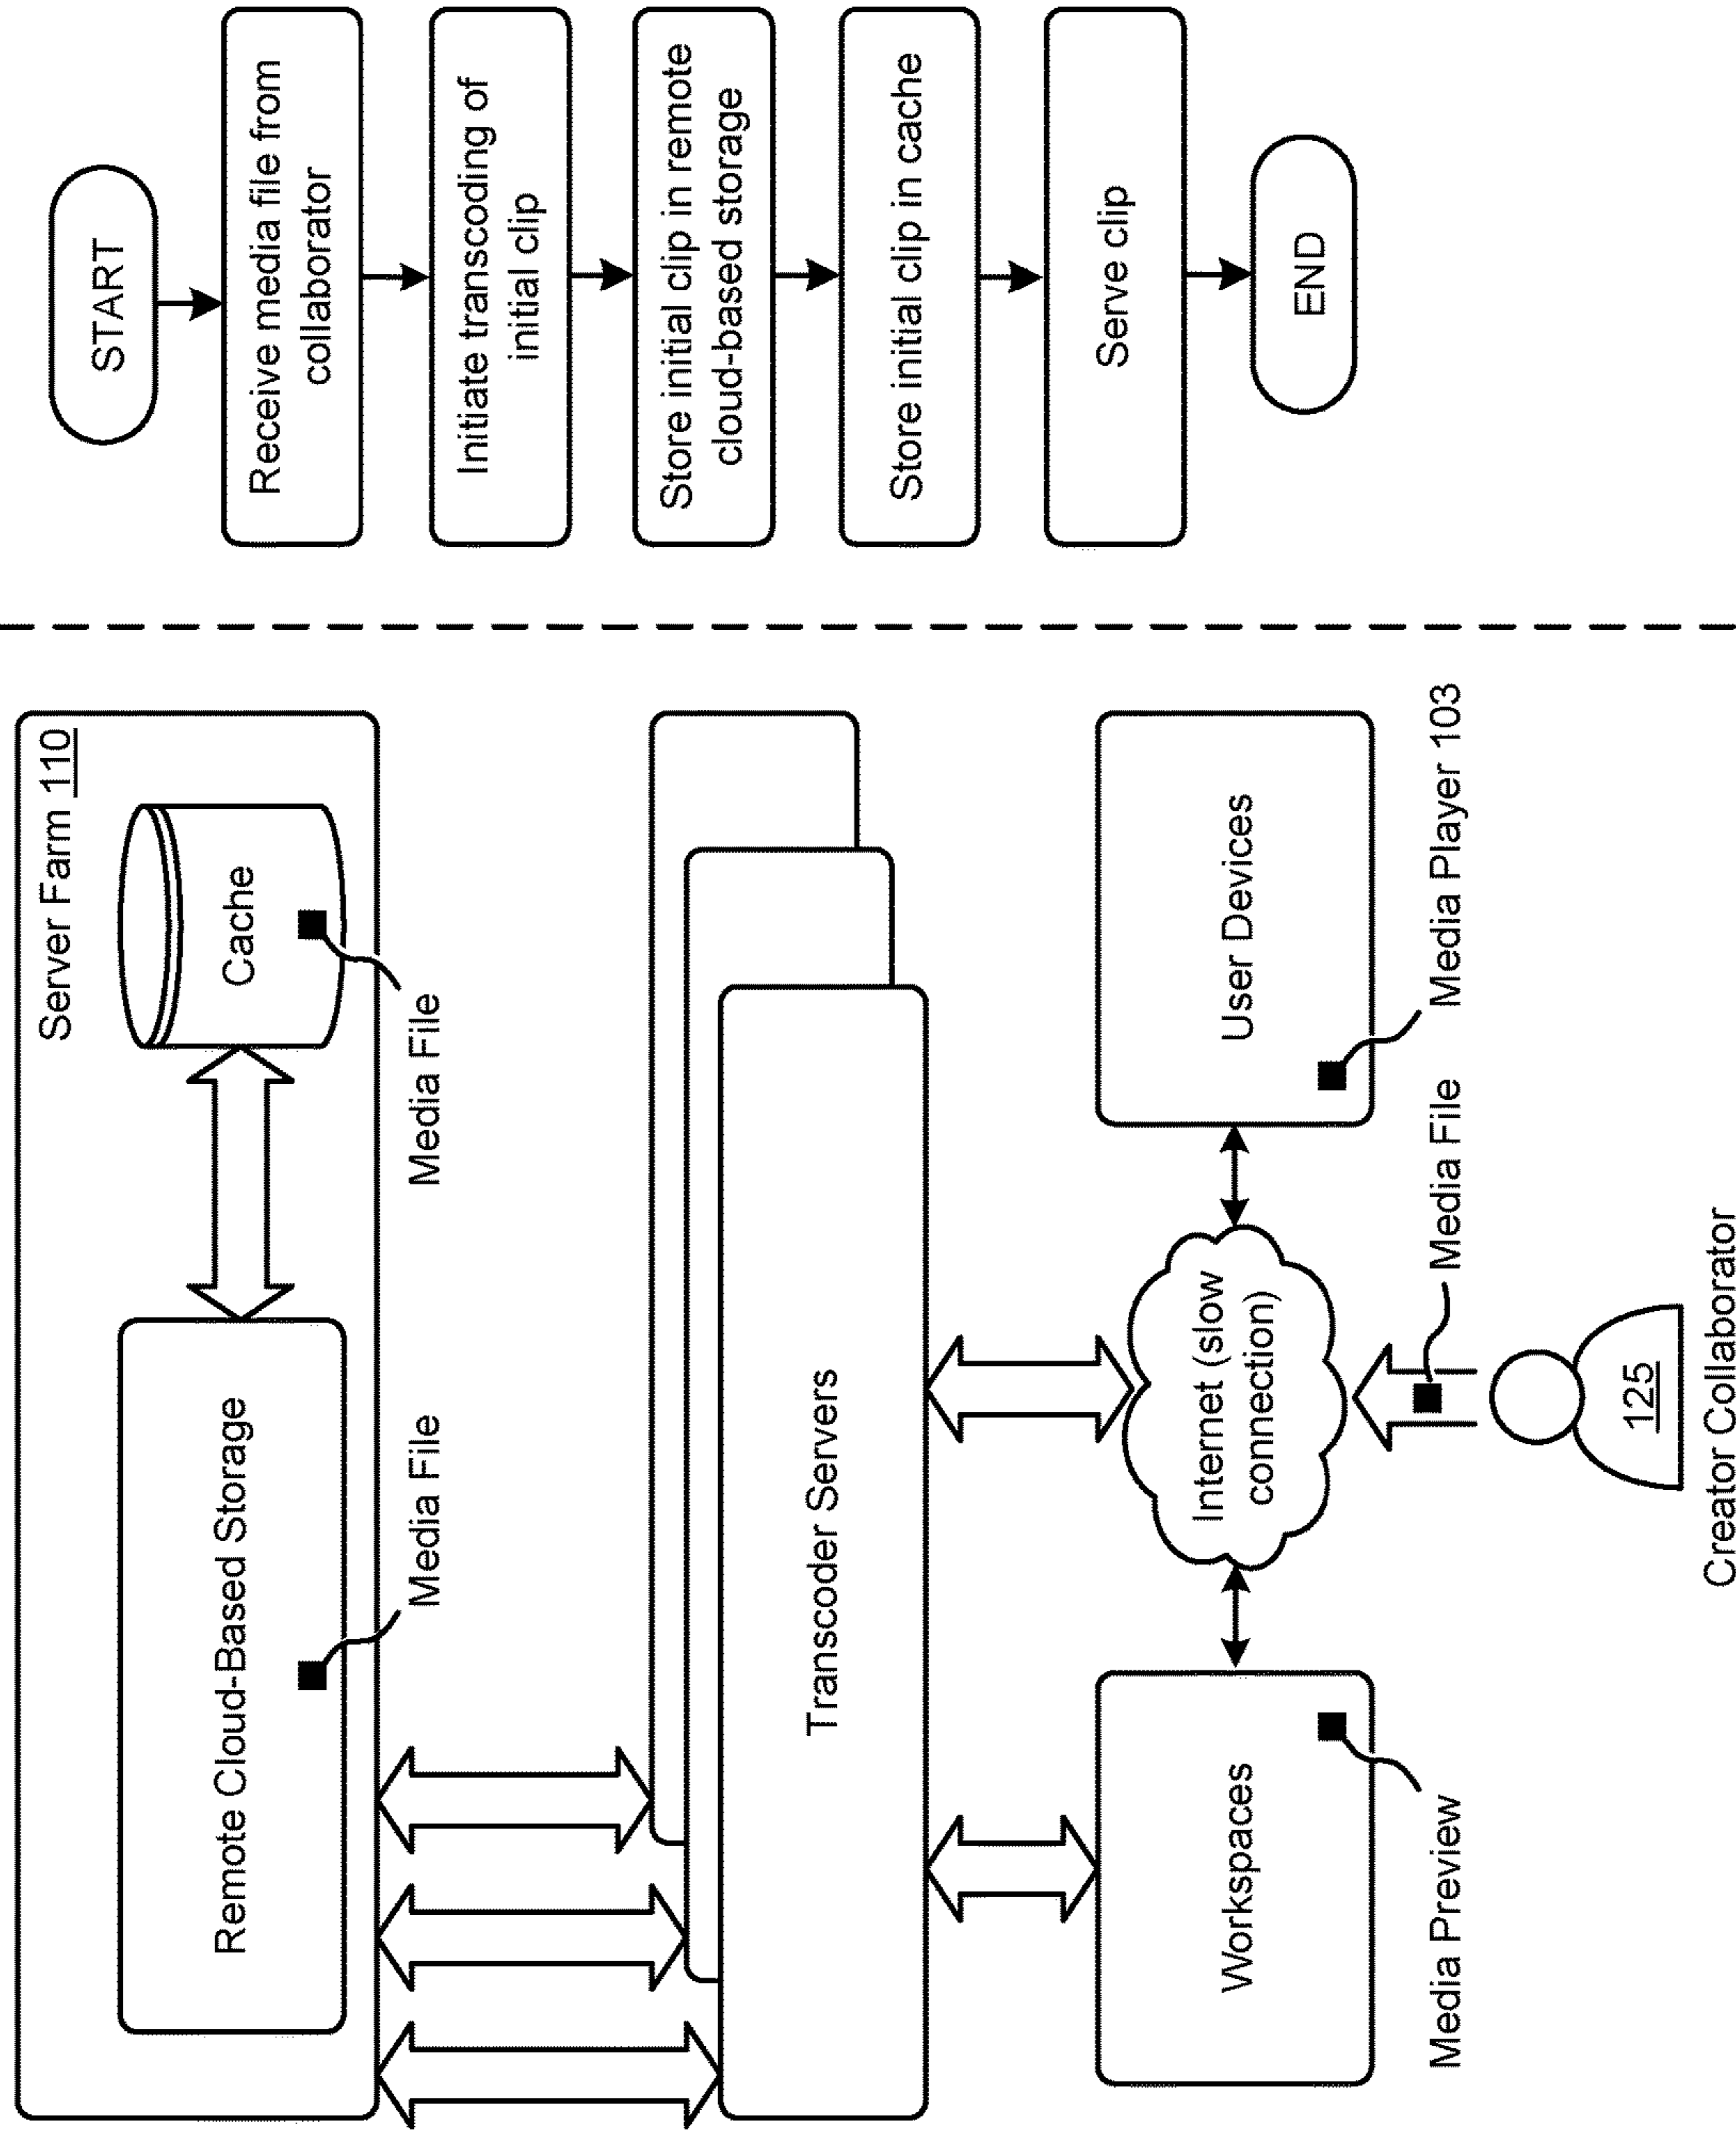 Server Farm 110
Remote Cloud-Based Storage
Cache
Media File
Media File
Transcoder Servers
Workspaces
Internet (slow
connection)
User Devices
Media Preview
Media File
Media Player 103
125
Creator Collaborator
START
Receive media file from
collaborator
Initiate transcoding of
initial clip
Store initial clip in remote
cloud-based storage
Store initial clip in cache
Serve clip
END